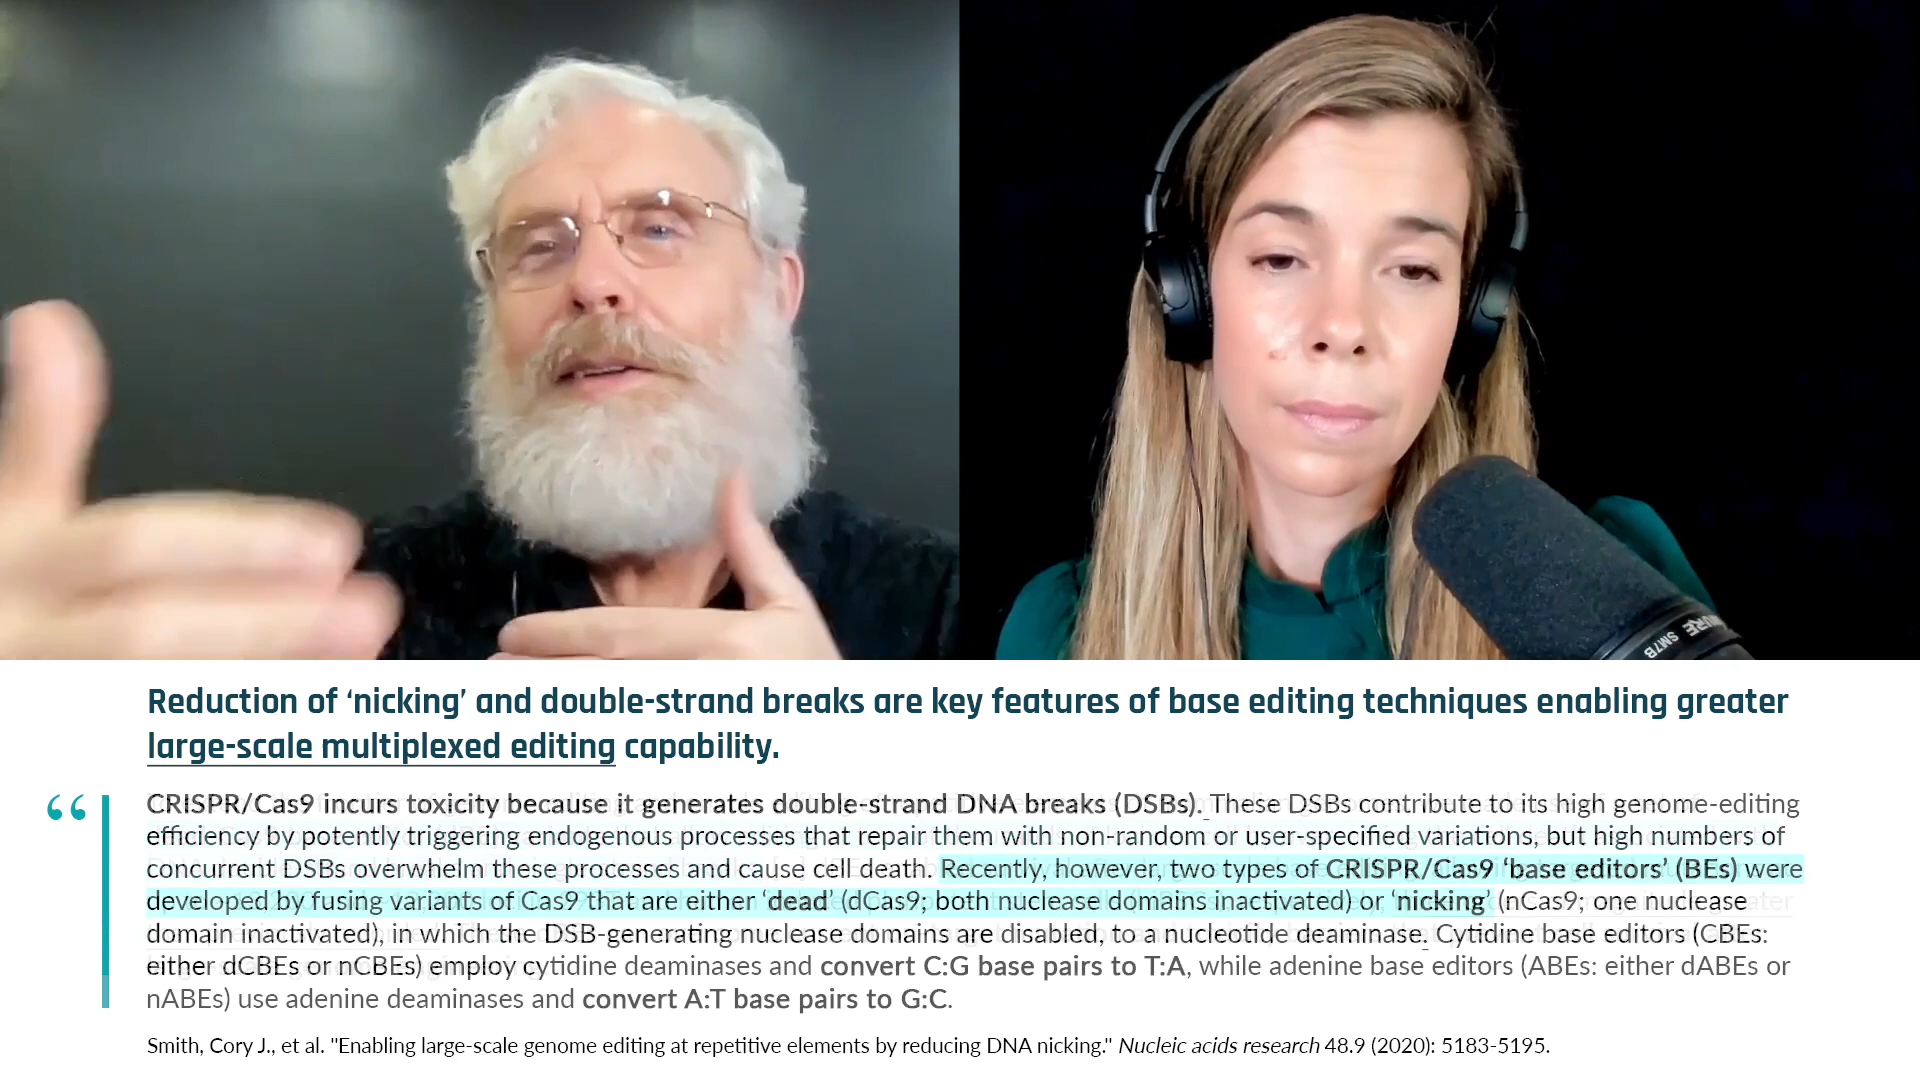 SM7B
Reduction of ‘nicking’ and double-strand breaks are key features of base editing techniques enabling greater
large-scale multiplexed editing capability.
“
CRISPR/Cas9 incurs toxicity because it generates double-strand DNA breaks (DSBs). These DSBs contribute to its high genome-editing
efficiency by potently triggering endogenous processes that repair them with non-random or user-specified variations, but high numbers of
concurrent DSBs overwhelm these processes and cause cell death. Recently, however, two types of CRISPR/Cas9 ‘base editors’ (BEs) were
developed by fusing variants of Cas9 that are either ‘dead’ (dCas9; both nuclease domains inactivated) or ‘nicking’ (nCas9; one nuclease
domain inactivated), in which the DSB-generating nuclease domains are disabled, to a nucleotide deaminase. Cytidine base editors (CBEs:
either dCBEs or nCBEs) employ cytidine deaminases and convert C:G base pairs to T:A, while adenine base editors (ABEs: either dABEs or
nABEs) use adenine deaminases and convert A:T base pairs to G:C.
Smith, Cory J., et al. "Enabling large-scale genome editing at repetitive elements by reducing DNA nicking." Nucleic acids research 48.9 (2020): 5183-5195.